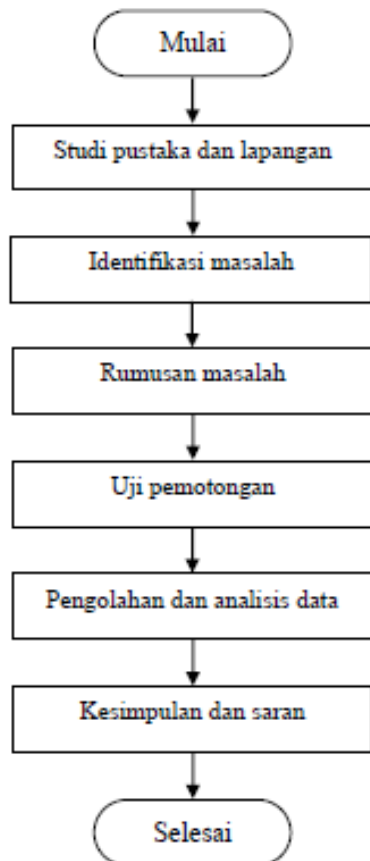 Mulai
Studi pustaka dan lapangan
Identifikasi masalah
Rumusan masalah
Uji pemotongan
Pengolahan dan analisis data
Kesimpulan dan saran
Selesai